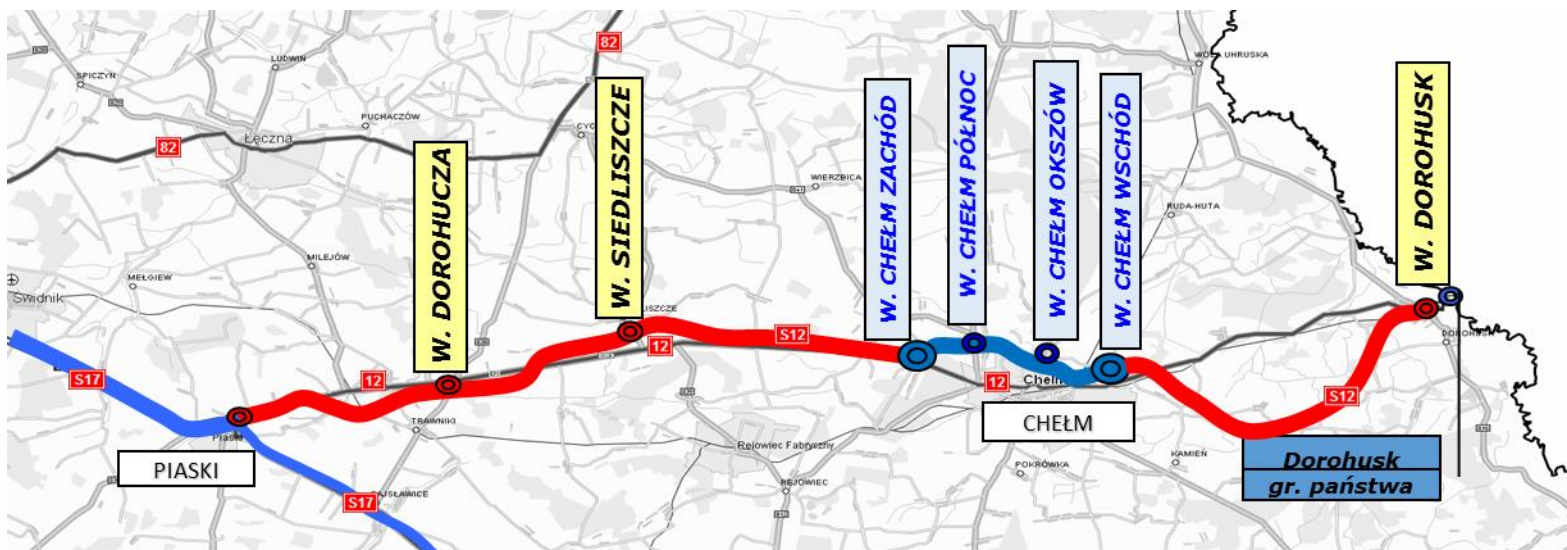 82
SPICZYN
LUDWIN
PUCHACZÓW
Łęczna
82
CYC
WIERZBICA
RUDA-HUTA
MEŁGIEW
MILEJÓW
Świdnik
W. DOROHUCZA
W. SIEDLISZCZE
W. CHEŁM ZACHÓD
W. CHEŁM PÓŁNOC
W. CHEŁM OKSZÓW
W. CHEŁM WSCHÓD
W. DOROHUSK
LISZCZE
S12
12
DOROHUSK
S17
12
12
Chełm
S12
Piaski
TRAWNIKI
CHEŁM
PIASKI
Rejowiec Fabryczny
POKRÓWKA
KAMIEŃ
Dorohusk
gr. państwa
REJOWIEC
S17